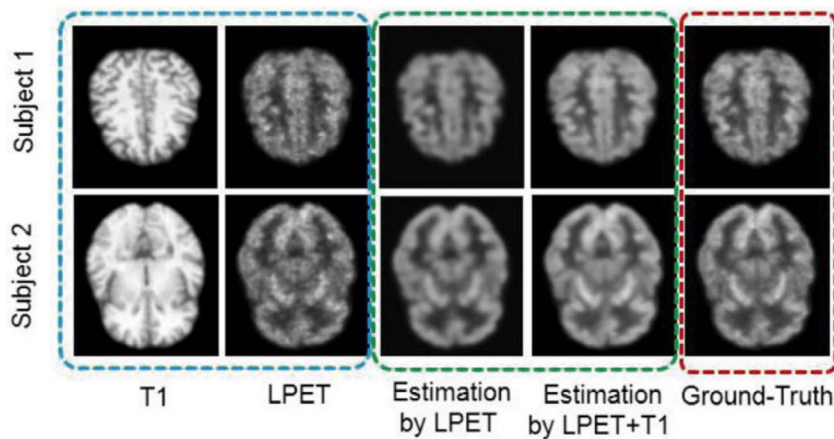 Subject 1
Subject 2
T1
LPET
Estimation
by LPET
Estimation
by LPET+T1
Ground-Truth